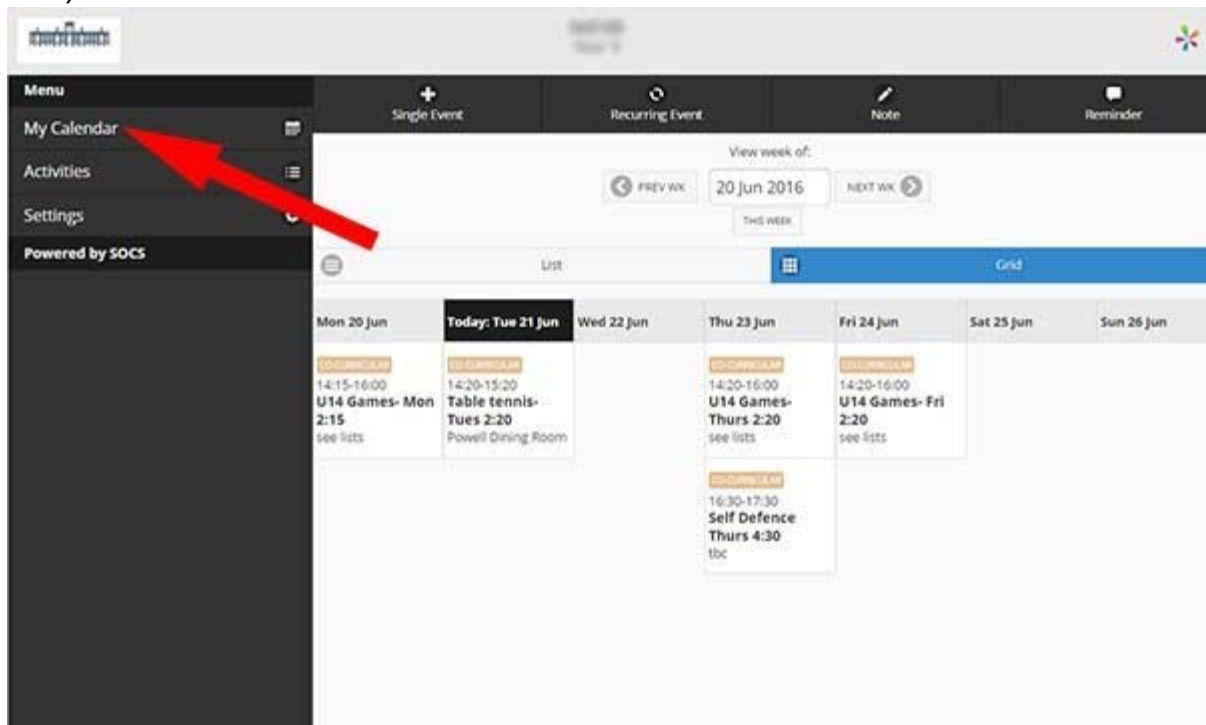 Menu
My Calendar
Activities
Settings
Powered by SOCS
Single Event
Recurring Event
Note
Reminder
View week of:
PREV WK
20 Jun 2016
NEXT WK
THIS WEEK
List
Grid
Mon 20 Jun
Today: Tue 21 Jun
Wed 22 Jun
Thu 23 Jun
Fri 24 Jun
Sat 25 Jun
Sun 26 Jun
CO-CURRICULAR
14:15-16:00
U14 Games- Mon
2:15
see lists
CO-CURRICULAR
14:20-15:20
Table tennis-
Tues 2:20
Powell Dining Room
CO-CURRICULAR
14:20-16:00
U14 Games-
Thurs 2:20
see lists
CO-CURRICULAR
16:30-17:30
Self Defence
Thurs 4:30
tbc
CO-CURRICULAR
14:20-16:00
U14 Games- Fri
2:20
see lists